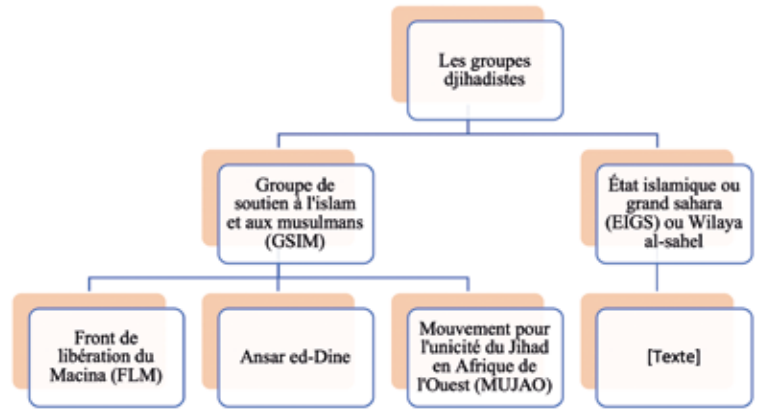 Les groupes
djihadistes
Groupe de
soutien à l'islam
et aux musulmans
(GSIM)
État islamique ou
grand sahara
(EIGS) ou Wilaya
al-sahel
Front de
libération du
Macina (FLM)
Ansar ed-Dine
Mouvement pour
l'unicité du Jihad
en Afrique de
l'Ouest (MUJAO)
[Texte]